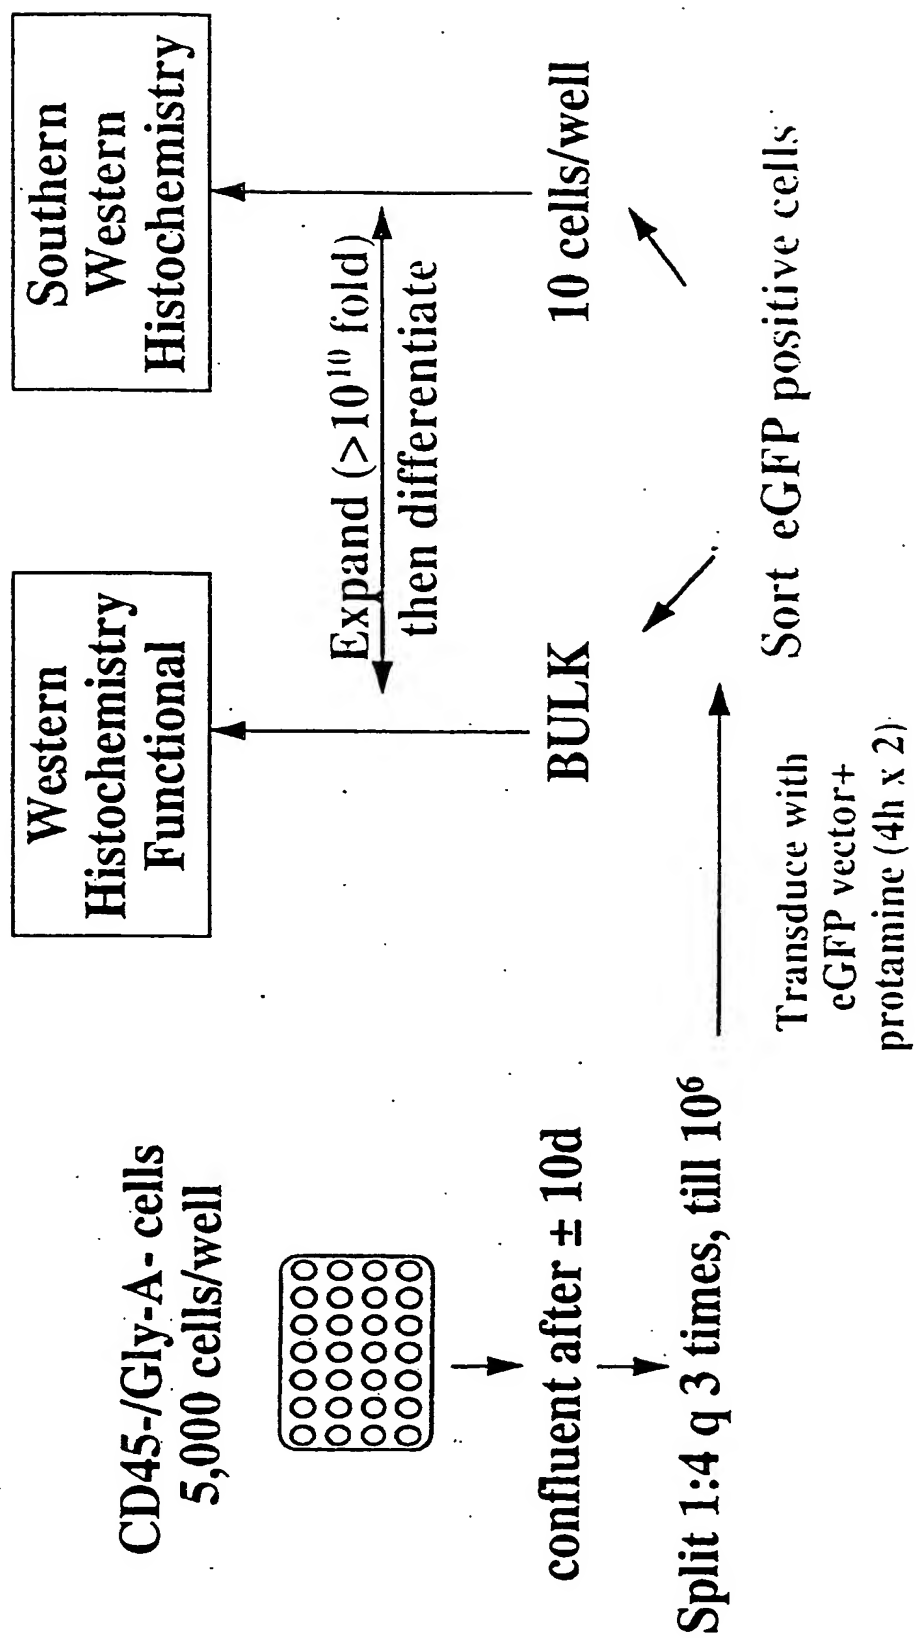 CD45-/Gly-A- cells
5,000 cells/well
confluent after ± 10d
Split 1:4 q 3 times, till 10⁶
Transduce with
eGFP vector+
protamine (4h x 2)
Sort eGFP positive cells
BULK
10 cells/well
Expand (>10¹⁰ fold)
then differentiate
Western
Histochemistry
Functional
Southern
Western
Histochemistry